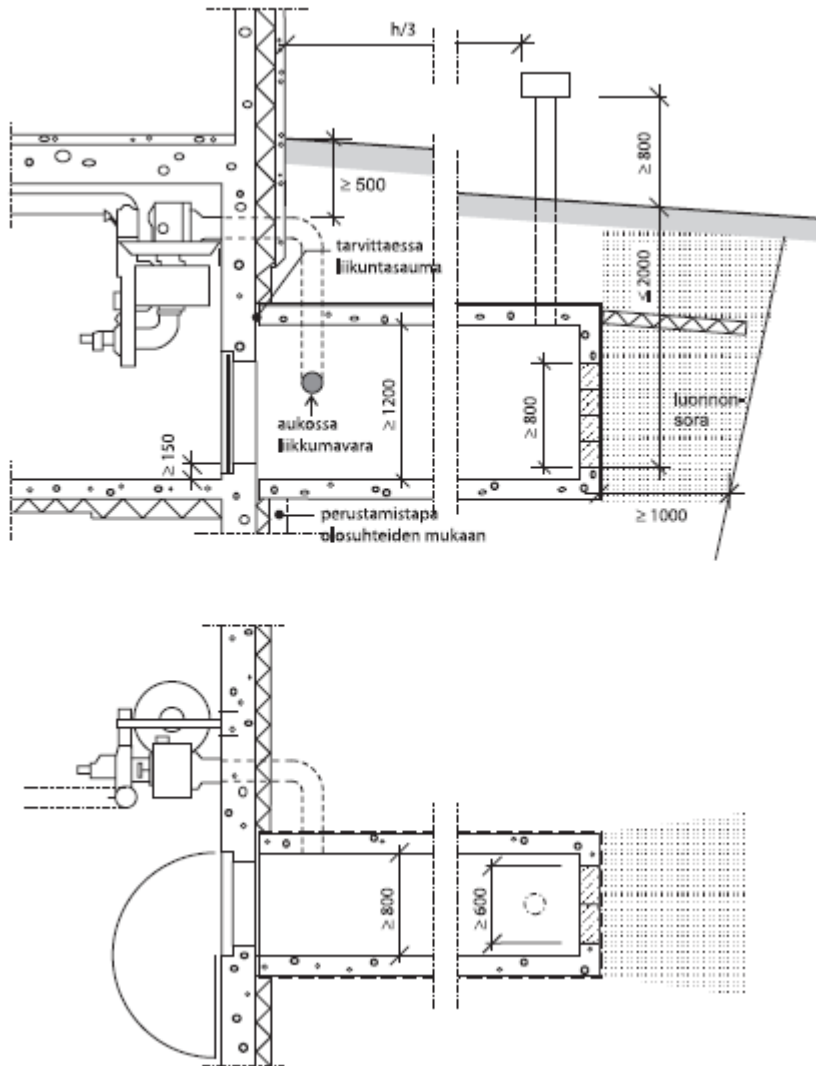 h/3
≥ 800
≥ 500
tarvittaessa
liikuntasauma
≤ 2000
≥ 1200
≥ 800
luonnon-
sora
aukossa
liikkumavara
≥ 150
≥ 1000
perustamistapa
olosuhteiden mukaan
≥ 800
≥ 600